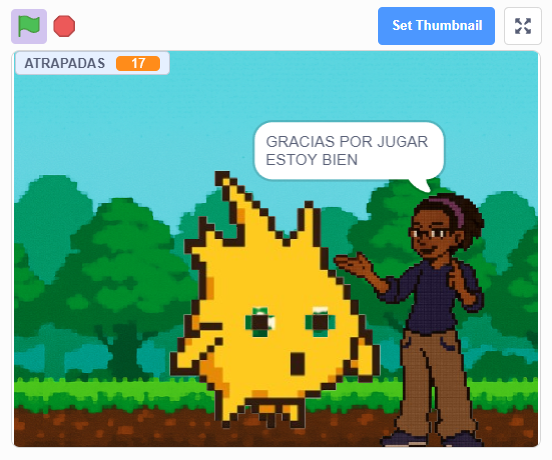 Set Thumbnail
ATRAPADAS 17
GRACIAS POR JUGAR
ESTOY BIEN